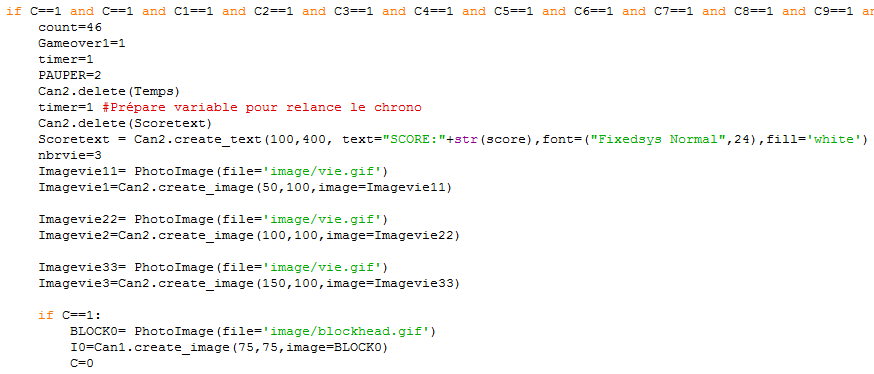 if C==1 and C==1 and C1==1 and C2==1 and C3==1 and C4==1 and C5==1 and C6==1 and C7==1 and C8==1 and C9==1
    count=46
    Gameover1=1
    timer=1
    PAUPER=2
    Can2.delete(Temps)
    timer=1 #Prépare variable pour relance le chrono
    Can2.delete(Scoretext)
    Scoretext = Can2.create_text(100,400, text="SCORE:"+str(score),font=("Fixedsys Normal",24),fill='white')
    nbrvie=3
    Imagevie11= PhotoImage(file='image/vie.gif')
    Imagevie1=Can2.create_image(50,100,image=Imagevie11)
    Imagevie22= PhotoImage(file='image/vie.gif')
    Imagevie2=Can2.create_image(100,100,image=Imagevie22)
    Imagevie33= PhotoImage(file='image/vie.gif')
    Imagevie3=Can2.create_image(150,100,image=Imagevie33)
    if C==1:
        BLOCK0= PhotoImage(file='image/blockhead.gif')
        I0=Can1.create_image(75,75,image=BLOCK0)
        C=0